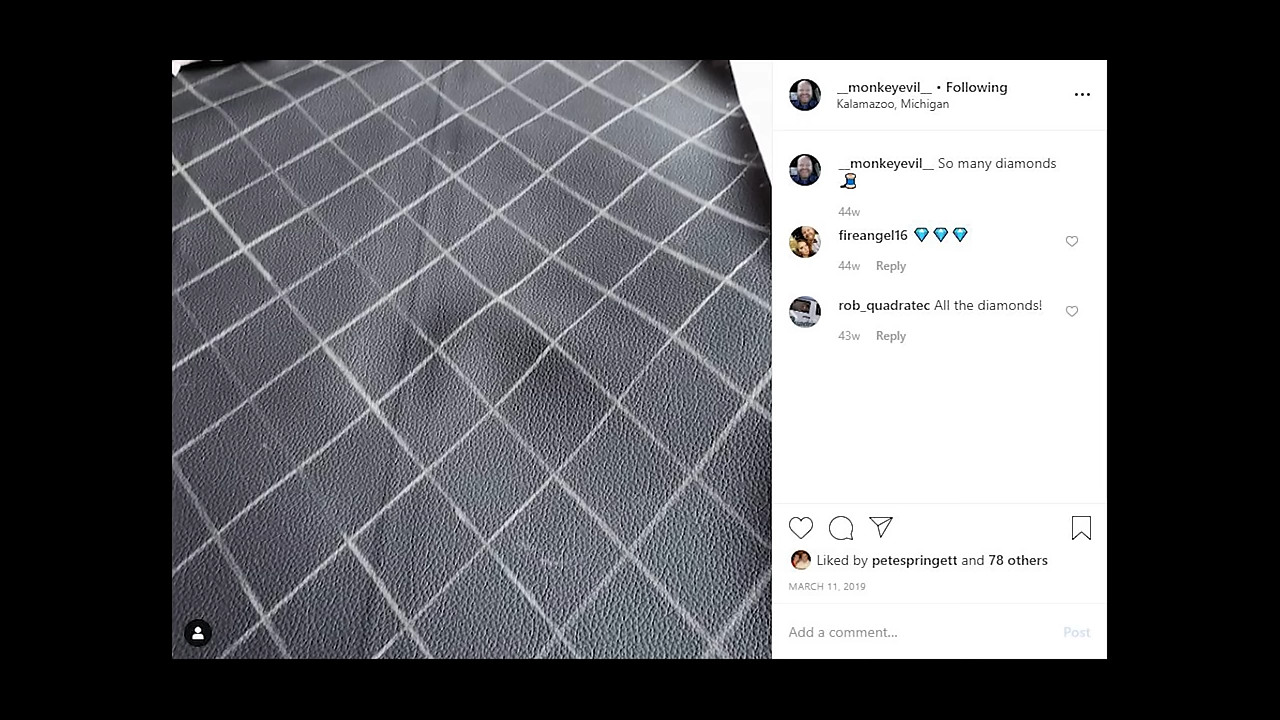 __monkeyevil__ • Following
Kalamazoo, Michigan
__monkeyevil__ So many diamonds
🧵
44w
fireangel16 💎💎💎
44w Reply
rob_quadratec All the diamonds!
43w Reply
Liked by petespringett and 78 others
MARCH 11, 2019
Add a comment... Post